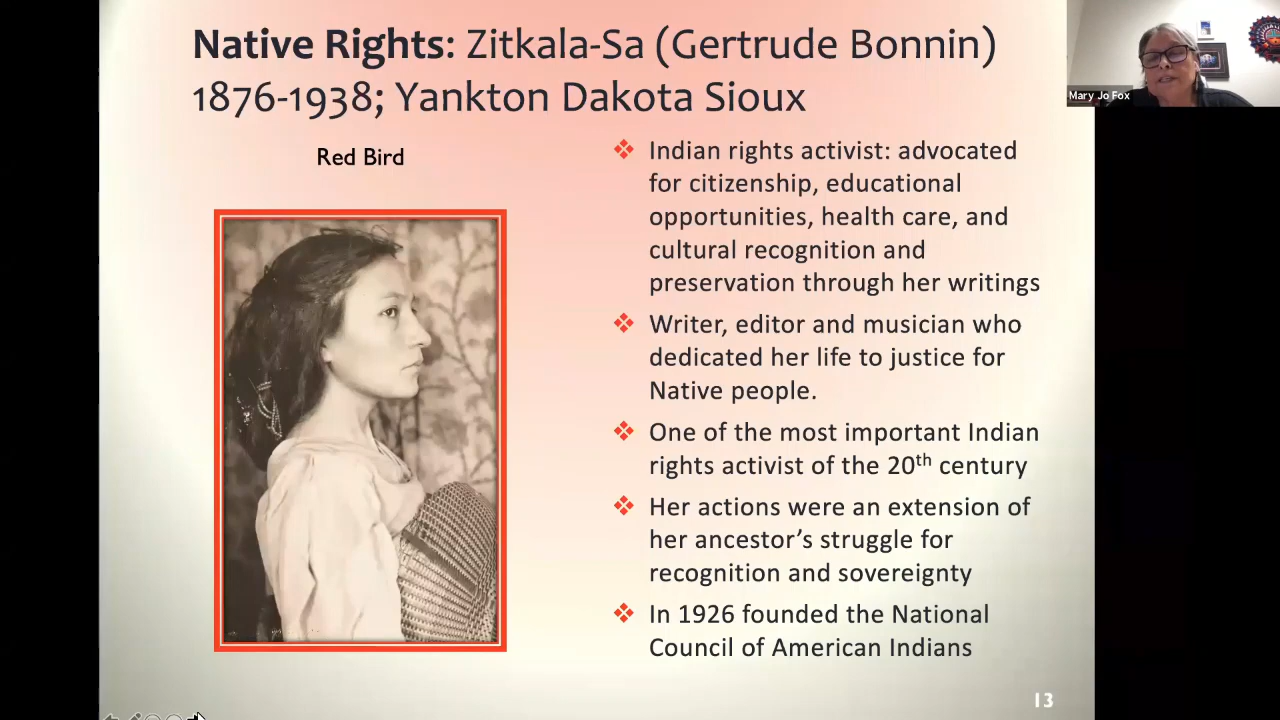 Native Rights: Zitkala-Sa (Gertrude Bonnin)
1876-1938; Yankton Dakota Sioux
Mary Jo Fox
Red Bird
Indian rights activist: advocated
for citizenship, educational
opportunities, health care, and
cultural recognition and
preservation through her writings
Writer, editor and musician who
dedicated her life to justice for
Native people.
One of the most important Indian
rights activist of the 20th century
Her actions were an extension of
her ancestor’s struggle for
recognition and sovereignty
In 1926 founded the National
Council of American Indians
13